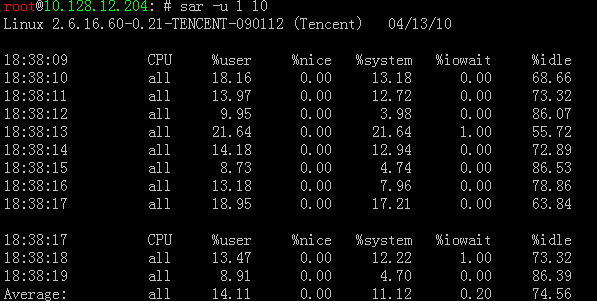 root@10.128.12.204: # sar -u 1 10
Linux 2.6.16.60-0.21-TENCENT-090112 (Tencent) 04/13/10
18:38:09 CPU %user %nice %system %iowait %idle
18:38:10 all 18.16 0.00 13.18 0.00 68.66
18:38:11 all 13.97 0.00 12.72 0.00 73.32
18:38:12 all 9.95 0.00 3.98 0.00 86.07
18:38:13 all 21.64 0.00 21.64 1.00 55.72
18:38:14 all 14.18 0.00 12.94 0.00 72.89
18:38:15 all 8.73 0.00 4.74 0.00 86.53
18:38:16 all 13.18 0.00 7.96 0.00 78.86
18:38:17 all 18.95 0.00 17.21 0.00 63.84
18:38:17 CPU %user %nice %system %iowait %idle
18:38:18 all 13.47 0.00 12.22 1.00 73.32
18:38:19 all 8.91 0.00 4.70 0.00 86.39
Average: all 14.11 0.00 11.12 0.20 74.56